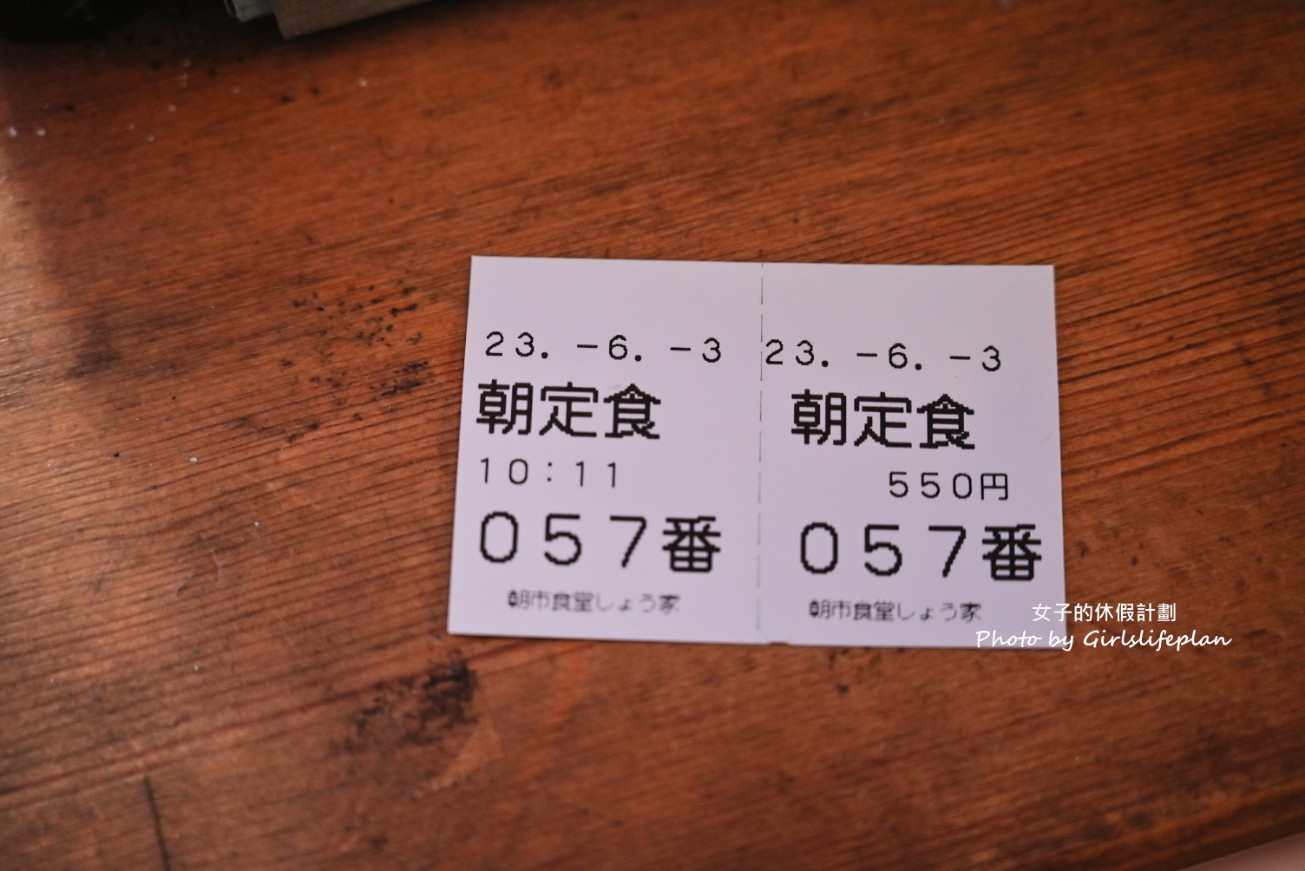 23. -6. -3
朝定食
10:11
057番
朝市食堂しょう家
23. -6. -3
朝定食
550円
057番
朝市食堂しょう家
女子的休假計劃
Photo by Girlslifeplan